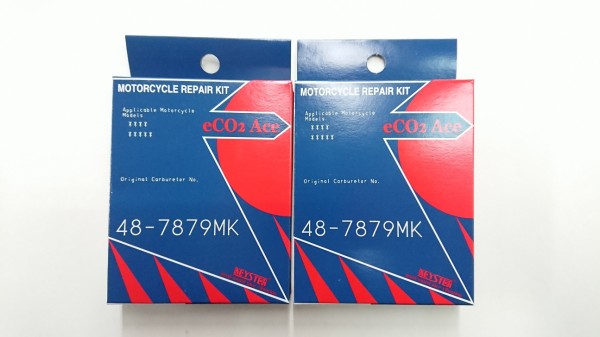 MOTORCYCLE REPAIR KIT
Applicable Motorcycle
Models
xxxx
xxxxx
eCO2 Ace
Original Carburetor No.
48-7879MK
KEYSTER
MOTORCYCLE REPAIR KIT
Applicable Motorcycle
Models
xxxx
xxxxx
eCO2 Ace
Original Carburetor No.
48-7879MK
KEYSTER